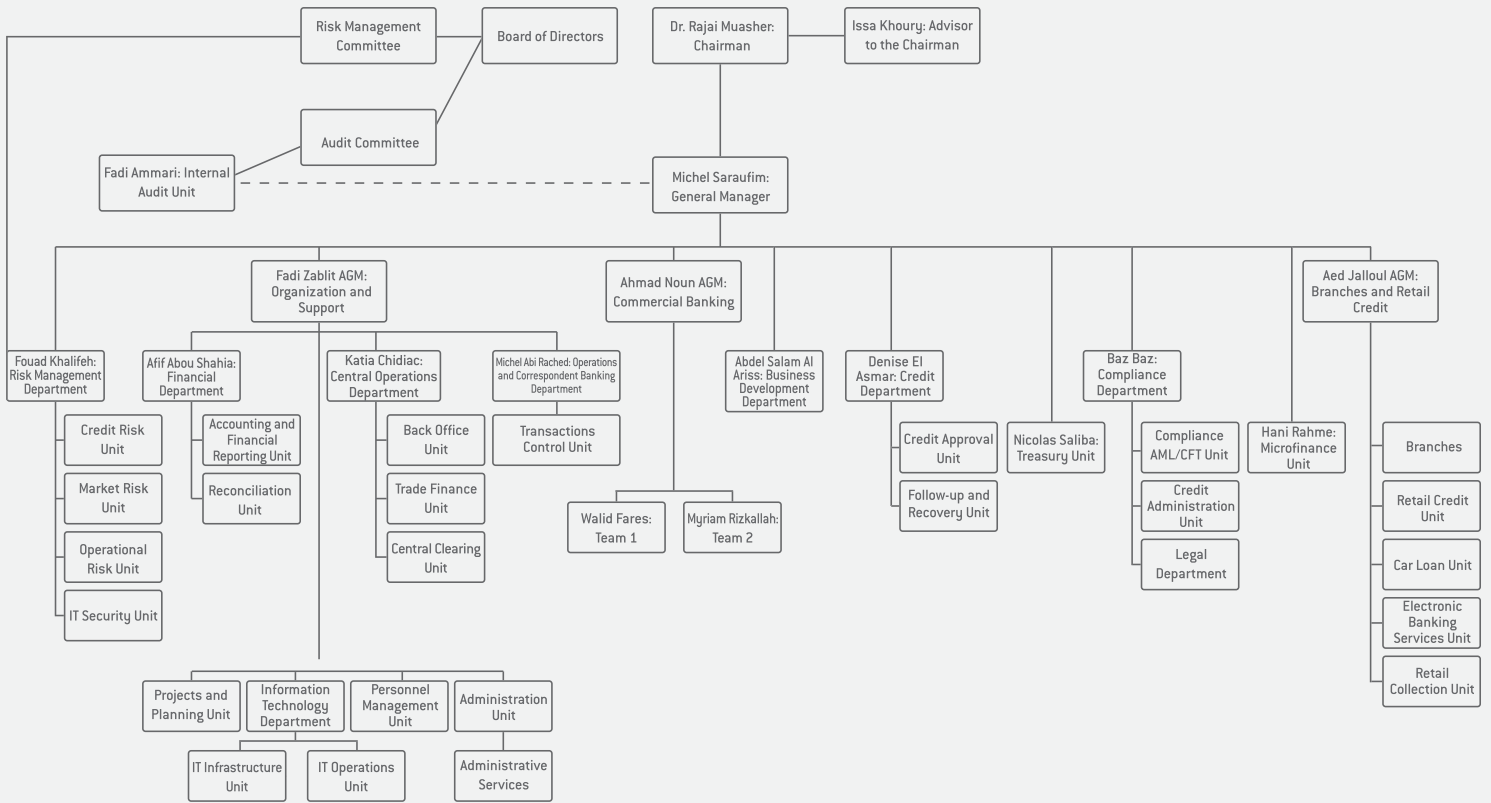 Risk Management
Committee
Board of Directors
Dr. Rajai Muasher:
Chairman
Issa Khoury: Advisor
to the Chairman
Audit Committee
Fadi Ammari: Internal
Audit Unit
Michel Saraufim:
General Manager
Fadi Zablit AGM:
Organization and
Support
Ahmad Noun AGM:
Commercial Banking
Aed Jalloul AGM:
Branches and Retail
Credit
Fouad Khalifeh:
Risk Management
Department
Afif Abou Shahia:
Financial
Department
Katia Chidiac:
Central Operations
Department
Michel Abi Rached: Operations
and Correspondent Banking
Department
Abdel Salam Al
Ariss: Business
Development
Department
Denise El
Asmar: Credit
Department
Baz Baz:
Compliance
Department
Credit Risk
Unit
Market Risk
Unit
Operational
Risk Unit
IT Security Unit
Accounting and
Financial
Reporting Unit
Reconciliation
Unit
Back Office
Unit
Trade Finance
Unit
Central Clearing
Unit
Transactions
Control Unit
Walid Fares:
Team 1
Myriam Rizkallah:
Team 2
Credit Approval
Unit
Follow-up and
Recovery Unit
Nicolas Saliba:
Treasury Unit
Compliance
AML/CFT Unit
Credit
Administration
Unit
Legal
Department
Hani Rahme:
Microfinance
Unit
Branches
Retail Credit
Unit
Car Loan Unit
Electronic
Banking
Services Unit
Retail
Collection Unit
Projects and
Planning Unit
Information
Technology
Department
Personnel
Management
Unit
Administration
Unit
IT Infrastructure
Unit
IT Operations
Unit
Administrative
Services